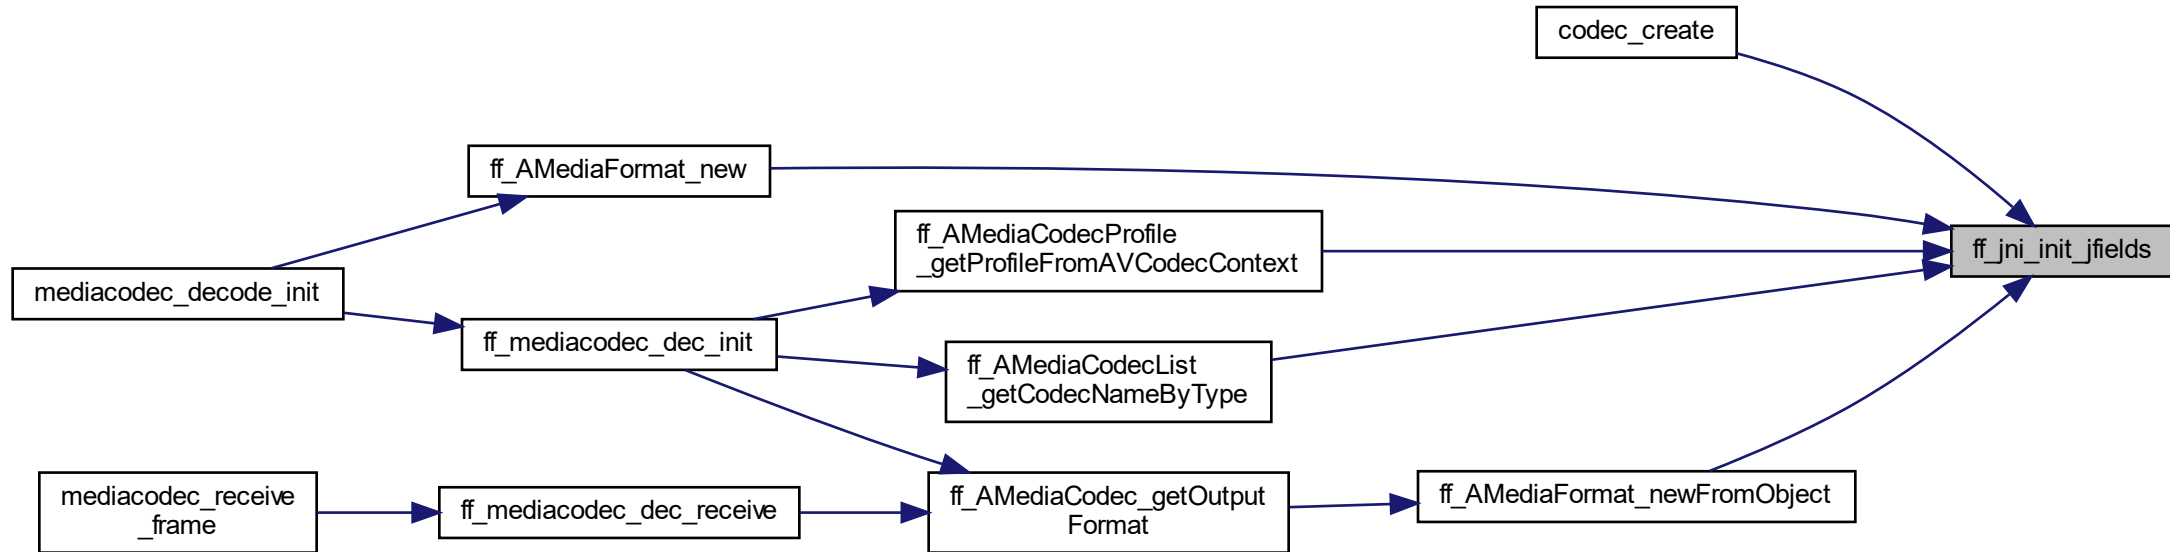 codec_create
ff_AMediaFormat_new
ff_AMediaCodecProfile
_getProfileFromAVCodecContext
ff_jni_init_jfields
mediacodec_decode_init
ff_mediacodec_dec_init
ff_AMediaCodecList
_getCodecNameByType
mediacodec_receive
_frame
ff_mediacodec_dec_receive
ff_AMediaCodec_getOutput
Format
ff_AMediaFormat_newFromObject